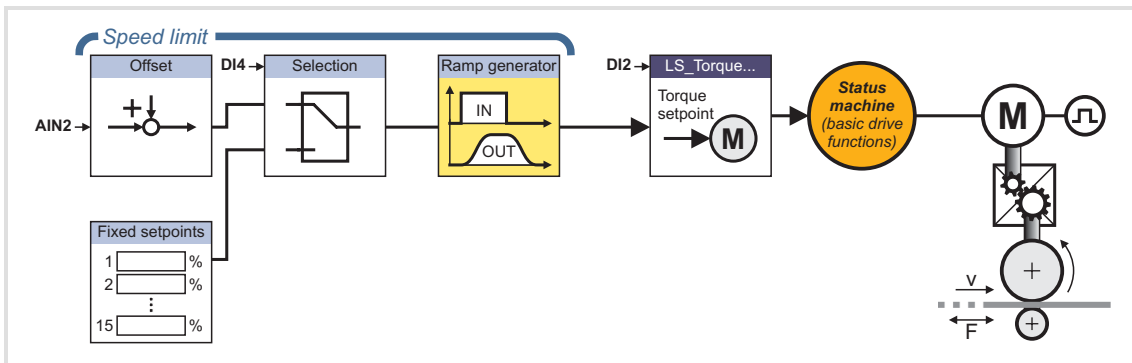 Speed limit
Offset
DI4
Selection
Ramp generator
DI2
LS_Torque...
AIN2
+
IN
OUT
Torque
setpoint
M
Status
machine
(basic drive
functions)
M
Fixed setpoints
1 %
2 %
⋮
15 %
+
v
F
+